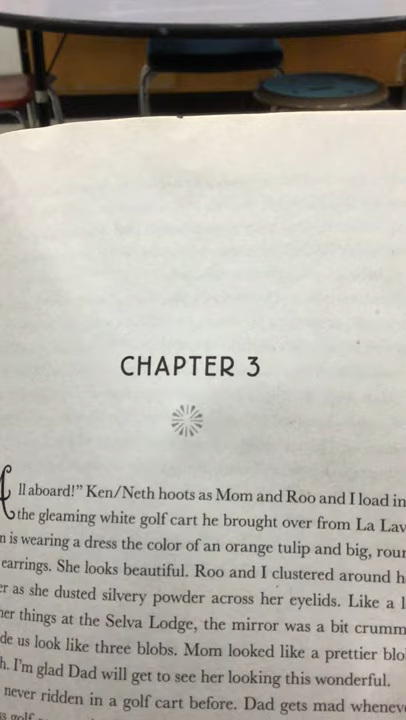 CHAPTER 3
All aboard!” Ken/Neth hoots as Mom and Roo and I load in
the gleaming white golf cart he brought over from La Lav
is wearing a dress the color of an orange tulip and big, roun
earrings. She looks beautiful. Roo and I clustered around h
er as she dusted silvery powder across her eyelids. Like a l
her things at the Selva Lodge, the mirror was a bit crumm
de us look like three blobs. Mom looked like a prettier blo
h. I’m glad Dad will get to see her looking this wonderful.
never ridden in a golf cart before. Dad gets mad wheneve